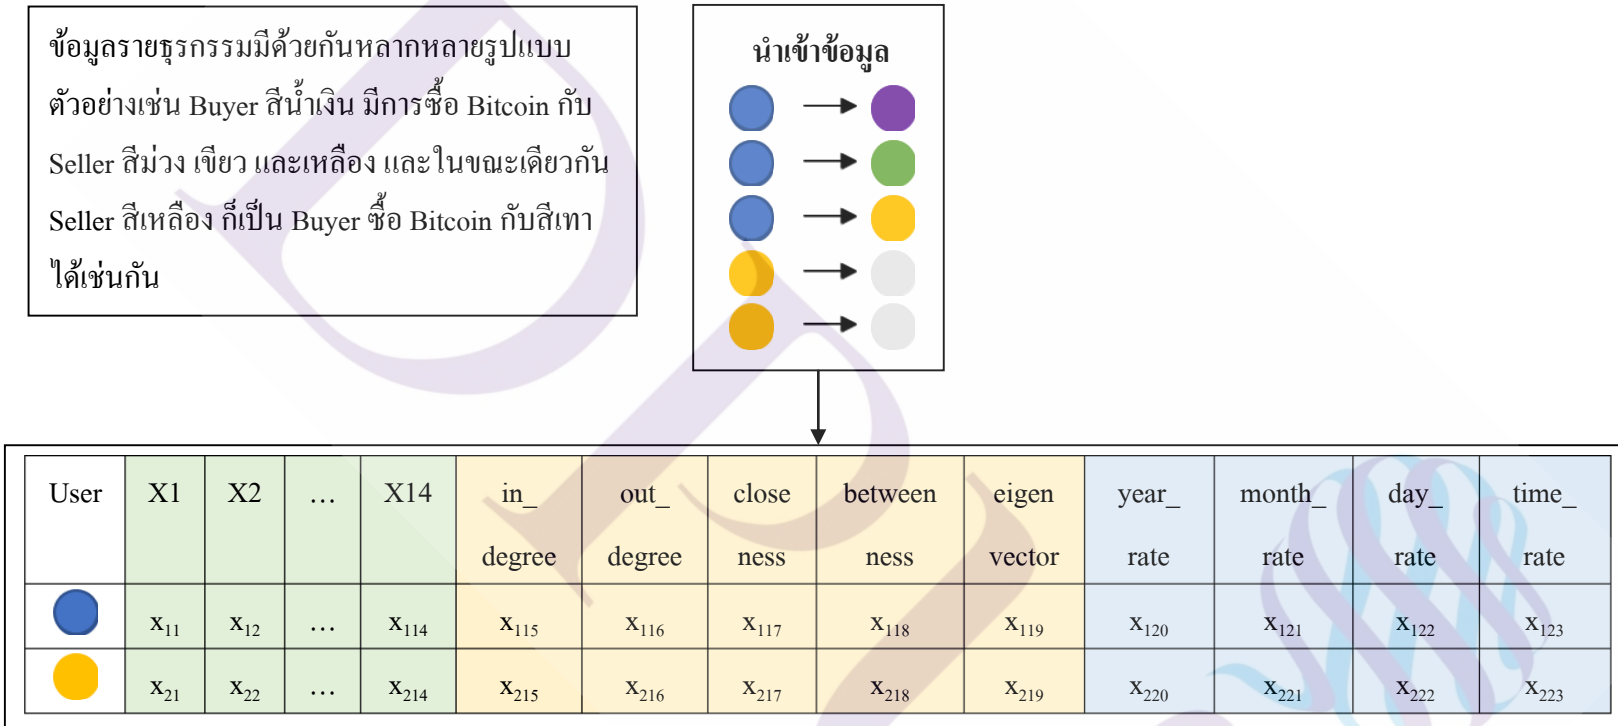 ข้อมูลรายธุรกรรมมีด้วยกันหลากหลายรูปแบบ
ตัวอย่างเช่น Buyer สีน้ำเงิน มีการซื้อ Bitcoin กับ
Seller สีม่วง เขียว และเหลือง และในขณะเดียวกัน
Seller สีเหลือง ก็เป็น Buyer ซื้อ Bitcoin กับสีเทา
ได้เช่นกัน
นำเข้าข้อมูล
User X1 X2 … X14 in_ out_ close between eigen year_ month_ day_ time_
degree degree ness ness vector rate rate rate rate
x₁₁ x₁₂ … x₁₁₄ x₁₁₅ x₁₁₆ x₁₁₇ x₁₁₈ x₁₁₉ x₁₂₀ x₁₂₁ x₁₂₂ x₁₂₃
x₂₁ x₂₂ … x₂₁₄ x₂₁₅ x₂₁₆ x₂₁₇ x₂₁₈ x₂₁₉ x₂₂₀ x₂₂₁ x₂₂₂ x₂₂₃